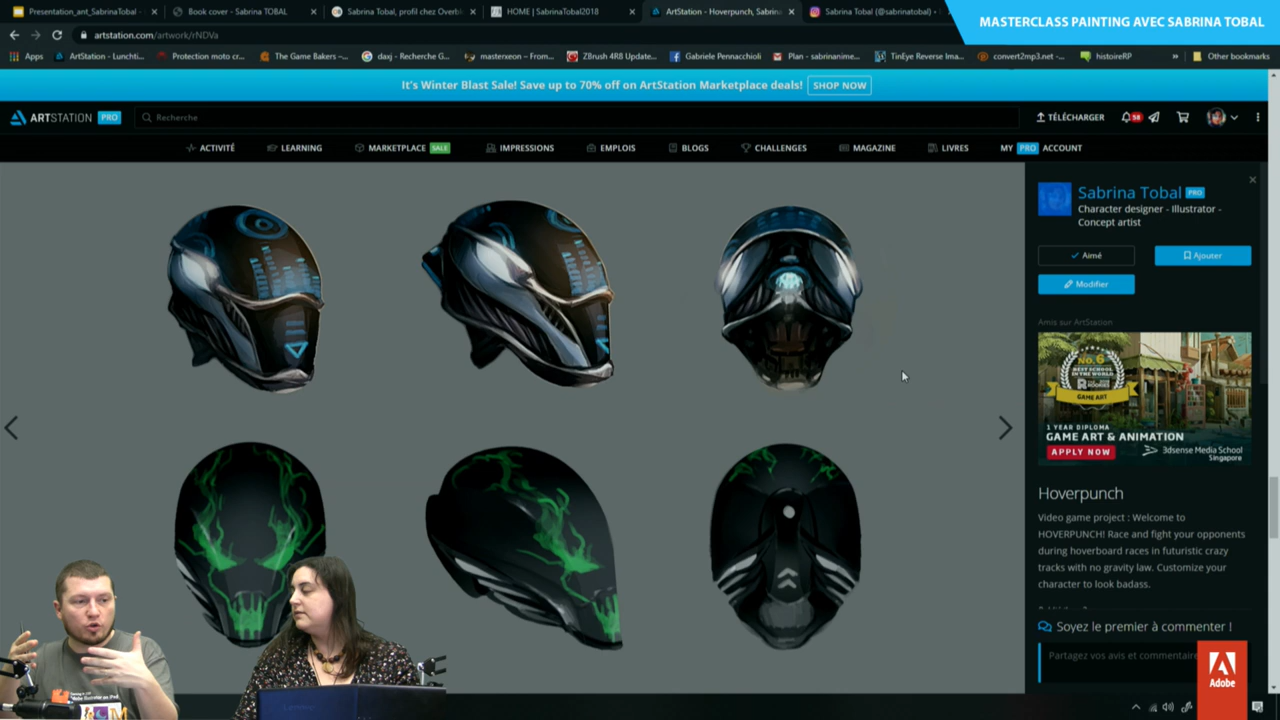 MASTERCLASS PAINTING AVEC SABRINA TOBAL
Presentation_ant_SabrinaTobal -
Book cover - Sabrina TOBAL
Sabrina Tobal, profil chez Overbl
HOME | SabrinaTobal2018
ArtStation - Hoverpunch, Sabrin
Sabrina Tobal (@sabrinatobal) •
artstation.com/artwork/rNDVa
Apps
ArtStation - Lunchti...
Protection moto cr...
The Game Bakers –...
daxj - Recherche G...
masterxeon – From...
ZBrush 4R8 Update...
Gabriele Pennacchioli
Plan - sabrinanime...
TinEye Reverse Ima...
convert2mp3.net -...
histoireRP
»
Other bookmarks
It's Winter Blast Sale! Save up to 70% off on ArtStation Marketplace deals! SHOP NOW
ARTSTATION PRO
Recherche
TÉLÉCHARGER
58
ACTIVITÉ
LEARNING
MARKETPLACE SALE
IMPRESSIONS
EMPLOIS
BLOGS
CHALLENGES
MAGAZINE
LIVRES
MY PRO ACCOUNT
Sabrina Tobal PRO
Character designer - Illustrator -
Concept artist
Aimé
Ajouter
Modifier
Amis sur ArtStation
No. 6
BEST SCHOOL
IN THE WORLD
THE ROOKIES
GAME ART
1 YEAR DIPLOMA
GAME ART & ANIMATION
APPLY NOW
3dsense Media School
Singapore
Hoverpunch
Video game project : Welcome to
HOVERPUNCH! Race and fight your opponents
during hoverboard races in futuristic crazy
tracks with no gravity law. Customize your
character to look badass.
Soyez le premier à commenter !
Partagez vos avis et commentaire
Adobe